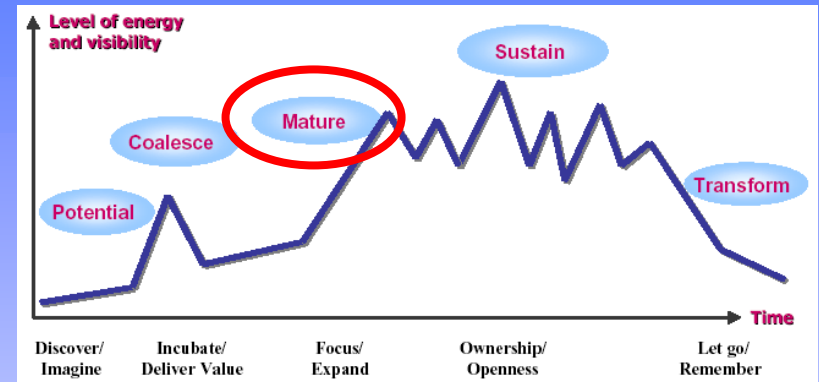 Level of energy
and visibility
Sustain
Mature
Coalesce
Potential
Transform
Time
Discover/
Imagine
Incubate/
Deliver Value
Focus/
Expand
Ownership/
Openness
Let go/
Remember